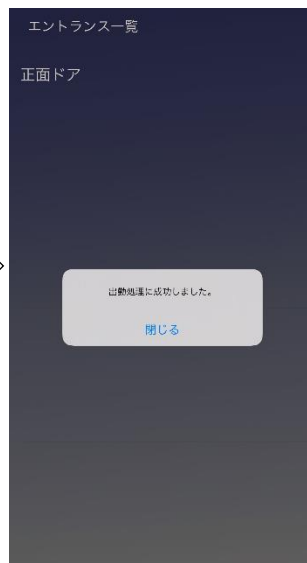 エントランス一覧
正面ドア
出勤処理に成功しました。
閉じる